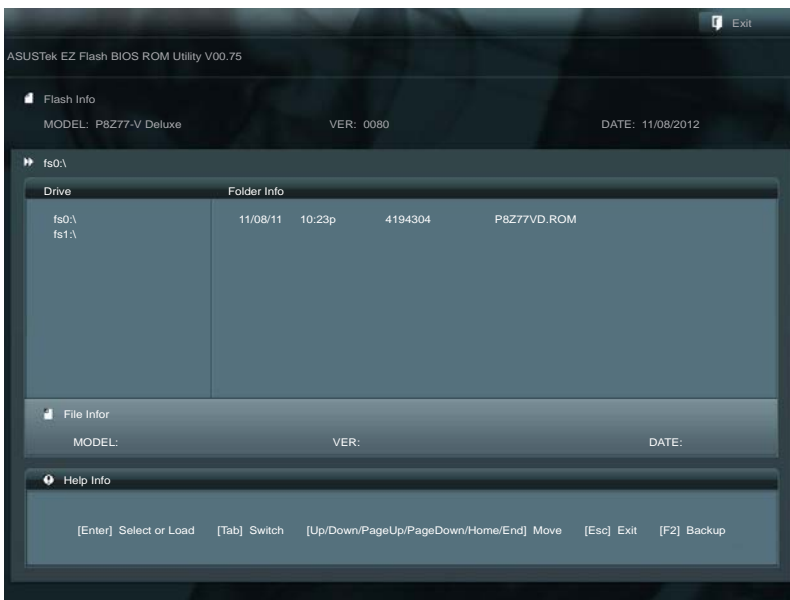 Exit
ASUSTek EZ Flash BIOS ROM Utility V00.75
Flash Info
MODEL: P8Z77-V Deluxe VER: 0080 DATE: 11/08/2012
fs0:\
Drive Folder Info
fs0:\ 11/08/11 10:23p 4194304 P8Z77VD.ROM
fs1:\
File Infor
MODEL: VER: DATE:
Help Info
[Enter] Select or Load [Tab] Switch [Up/Down/PageUp/PageDown/Home/End] Move [Esc] Exit [F2] Backup